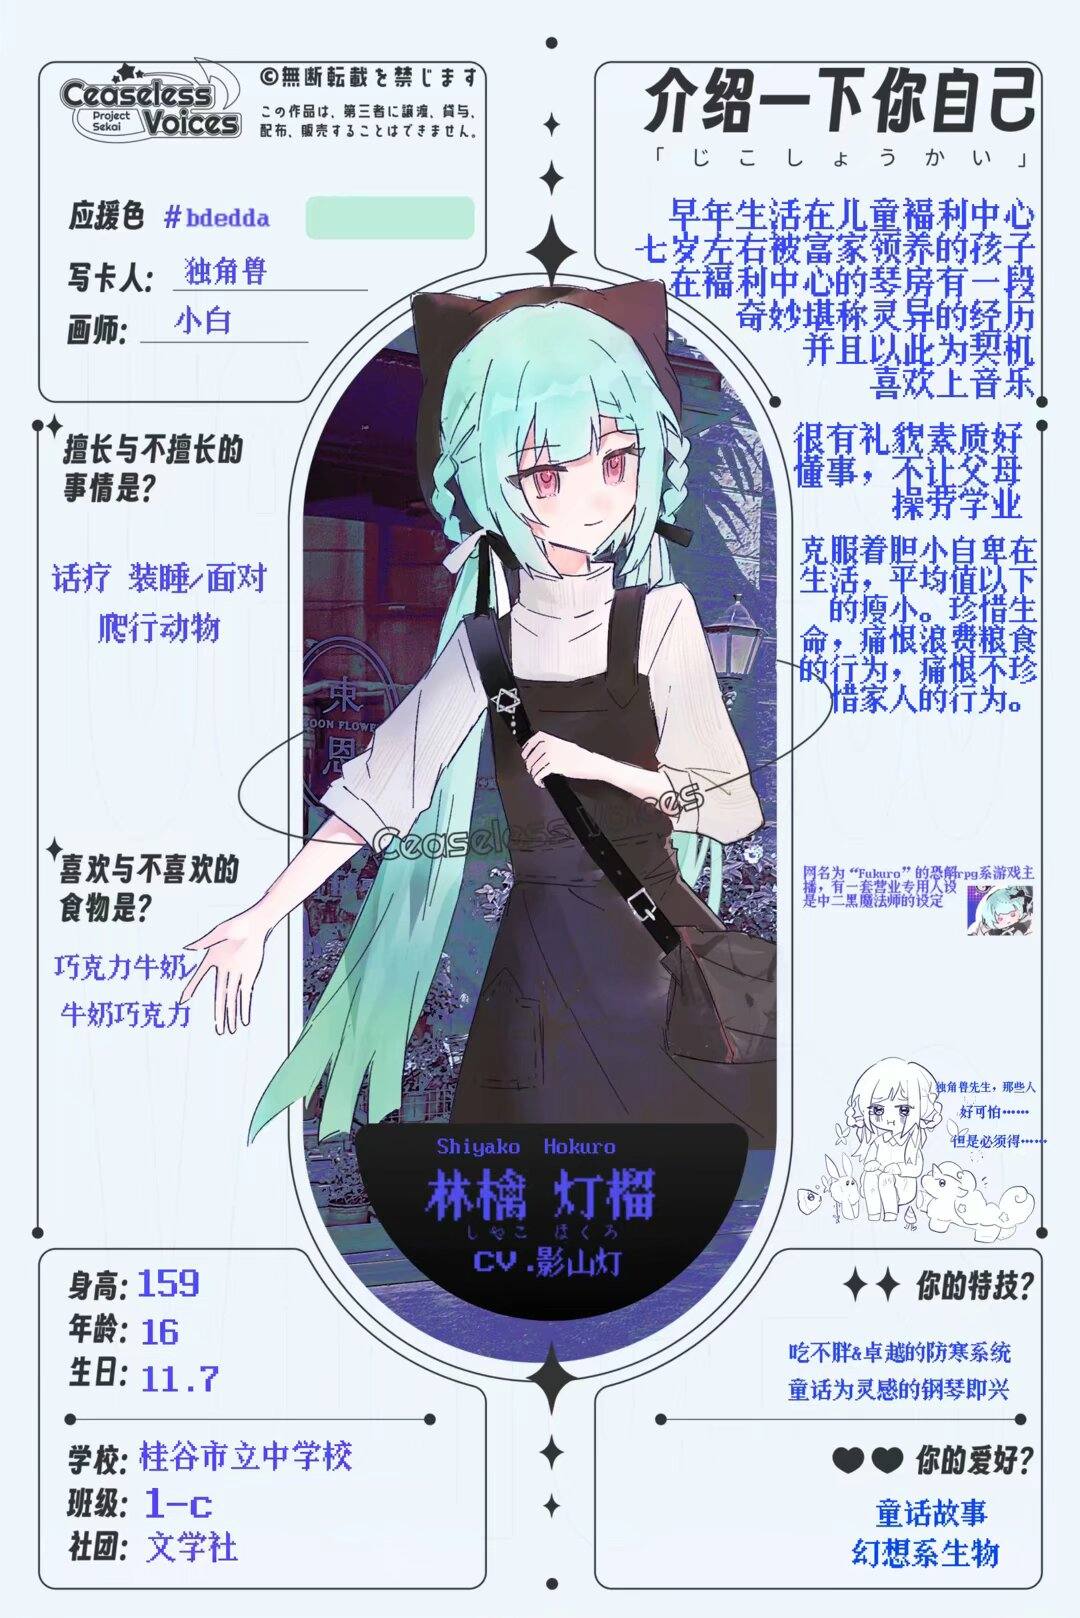 Ceaseless
Project
Sekai
Voices
©無断転載を禁じます
この作品は、第三者に譲渡、貸与、
配布、販売することはできません。
应援色 #bdedda
写卡人： 独角兽
画师： 小白
介绍一下你自己
「じこしょうかい」
早年生活在儿童福利中心
七岁左右被富家领养的孩子
在福利中心的琴房有一段
奇妙堪称灵异的经历
并且以此为契机
喜欢上音乐
很有礼貌素质好
懂事，不让父母
操劳学业
克服着胆小自卑在
生活，平均值以下
的瘦小。珍惜生
命，痛恨浪费粮食
的行为，痛恨不珍
惜家人的行为。
擅长与不擅长的
事情是？
话疗 装睡/面对
爬行动物
喜欢与不喜欢的
食物是？
巧克力牛奶/
牛奶巧克力
東
OON FLOWE
恩
Ceaseless Voices
网名为“Fukuro”的恐解rpg系游戏主
播，有一套营业专用人设
是中二黑魔法师的设定
独角兽先生，那些人
好可怕……
但是必须得……
Shiyako Hokuro
林檎 灯榴
しやこ ほくろ
CV.影山灯
身高：159
年龄：16
生日：11.7
学校：桂谷市立中学校
班级：1-c
社团：文学社
你的特技？
吃不胖&卓越的防寒系统
童话为灵感的钢琴即兴
你的爱好？
童话故事
幻想系生物